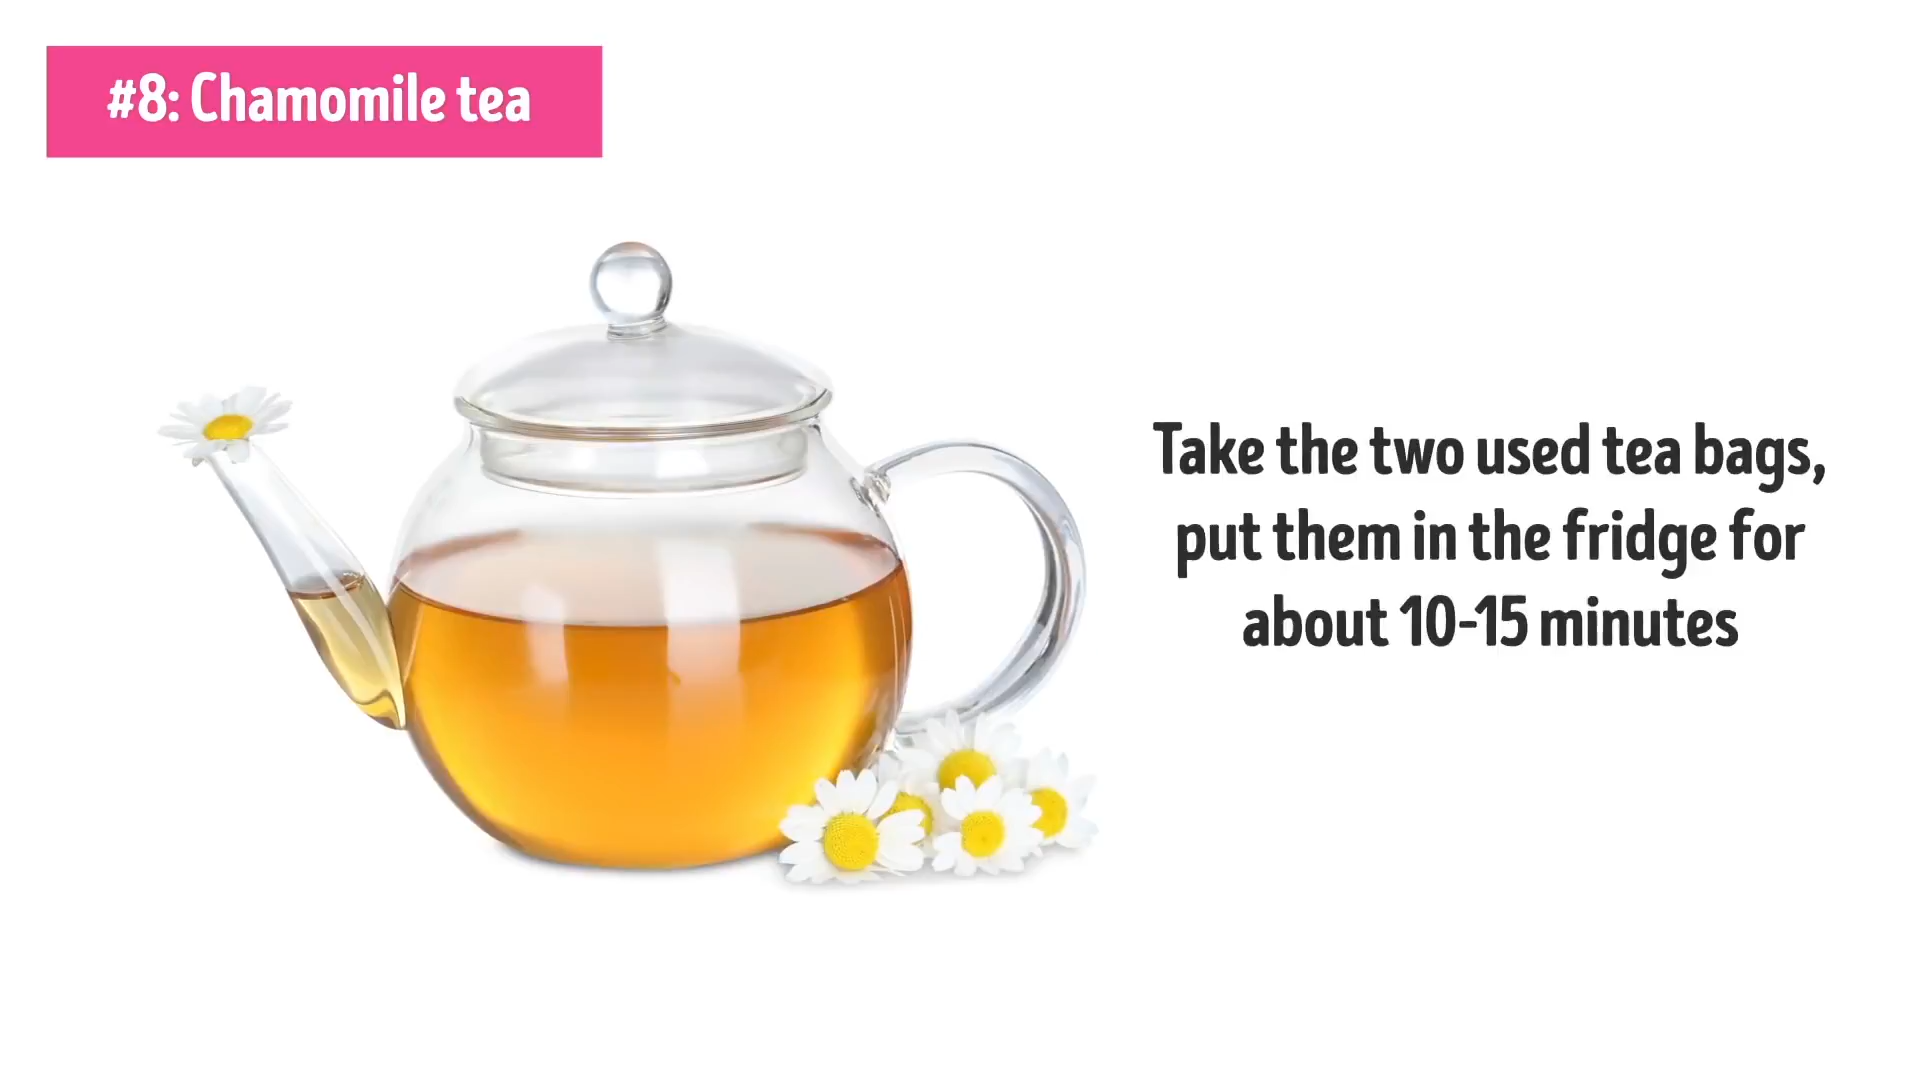 #8: Chamomile tea
Take the two used tea bags,
put them in the fridge for
about 10-15 minutes